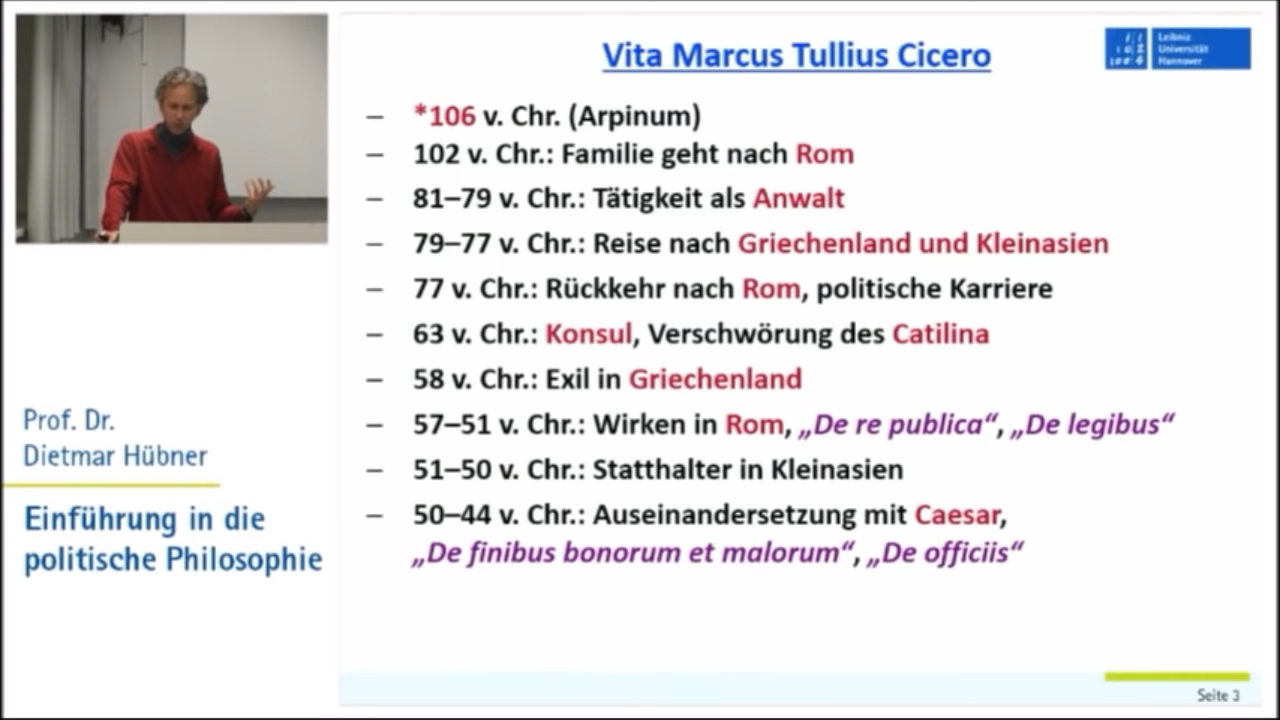 Vita Marcus Tullius Cicero
Leibniz
Universität
Hannover
– *106 v. Chr. (Arpinum)
– 102 v. Chr.: Familie geht nach Rom
– 81–79 v. Chr.: Tätigkeit als Anwalt
– 79–77 v. Chr.: Reise nach Griechenland und Kleinasien
– 77 v. Chr.: Rückkehr nach Rom, politische Karriere
– 63 v. Chr.: Konsul, Verschwörung des Catilina
– 58 v. Chr.: Exil in Griechenland
– 57–51 v. Chr.: Wirken in Rom, „De re publica“, „De legibus“
– 51–50 v. Chr.: Statthalter in Kleinasien
– 50–44 v. Chr.: Auseinandersetzung mit Caesar,
„De finibus bonorum et malorum“, „De officiis“
Prof. Dr.
Dietmar Hübner
Einführung in die
politische Philosophie
Seite 3